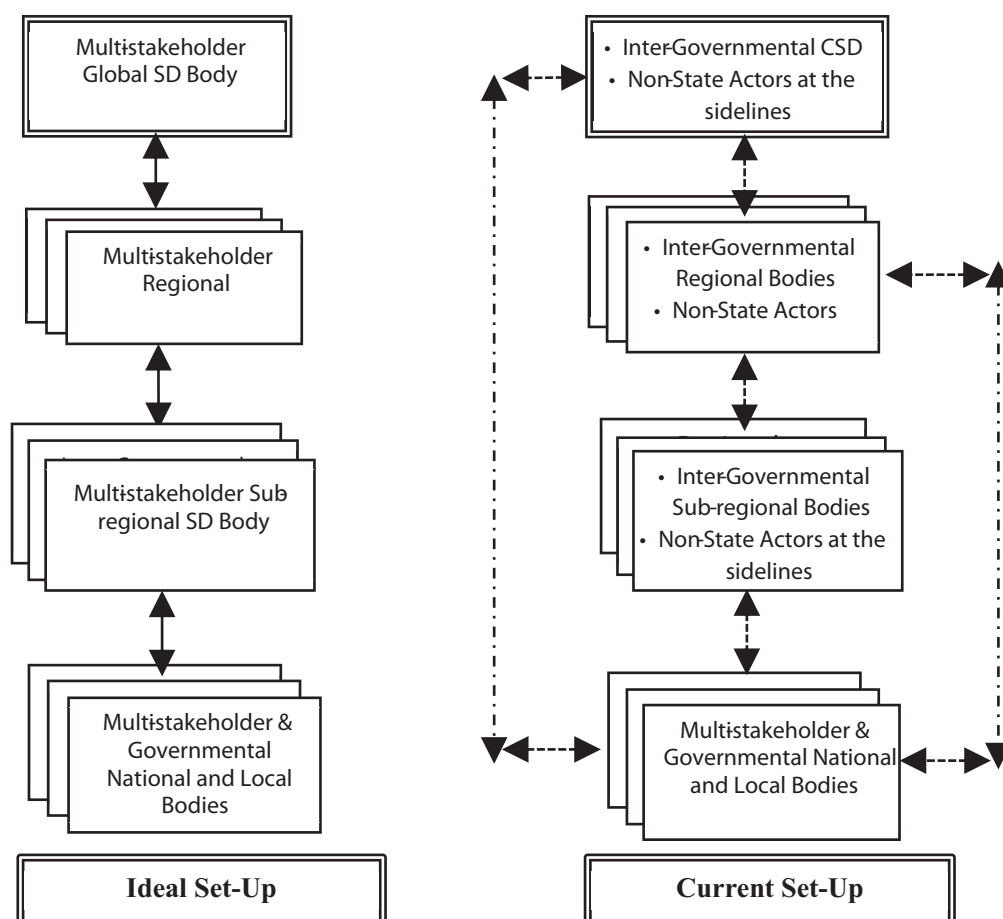 Multi-stakeholder
Global SD Body
Multi-stakeholder
Regional
Multi-stakeholder Sub-
regional SD Body
Multi-stakeholder &
Governmental
National and Local
Bodies
Ideal Set-Up
• Inter-Governmental CSD
• Non-State Actors at the
sidelines
• Inter-Governmental
Regional Bodies
• Non-State Actors
• Inter-Governmental
Sub-regional Bodies
• Non-State Actors at the
sidelines
Multi-stakeholder &
Governmental National
and Local Bodies
Current Set-Up